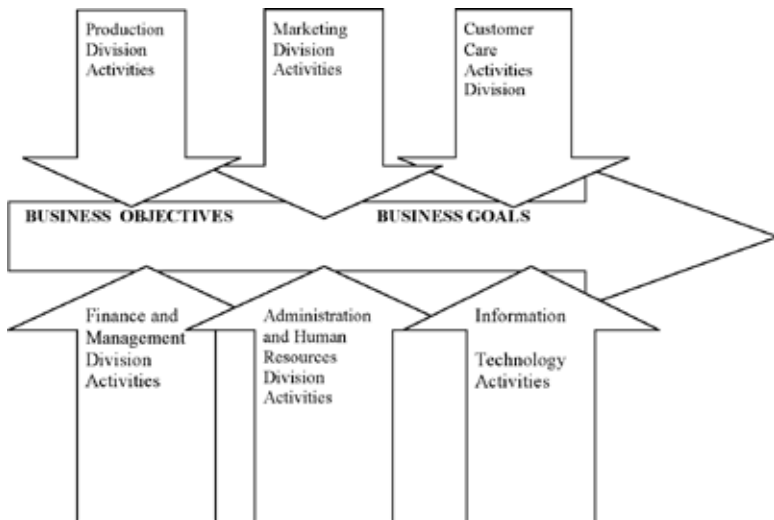 Production
Division
Activities
Marketing
Division
Activities
Customer
Care
Activities
Division
BUSINESS OBJECTIVES
BUSINESS GOALS
Finance and
Management
Division
Activities
Administration
and Human
Resources
Division
Activities
Information
Technology
Activities